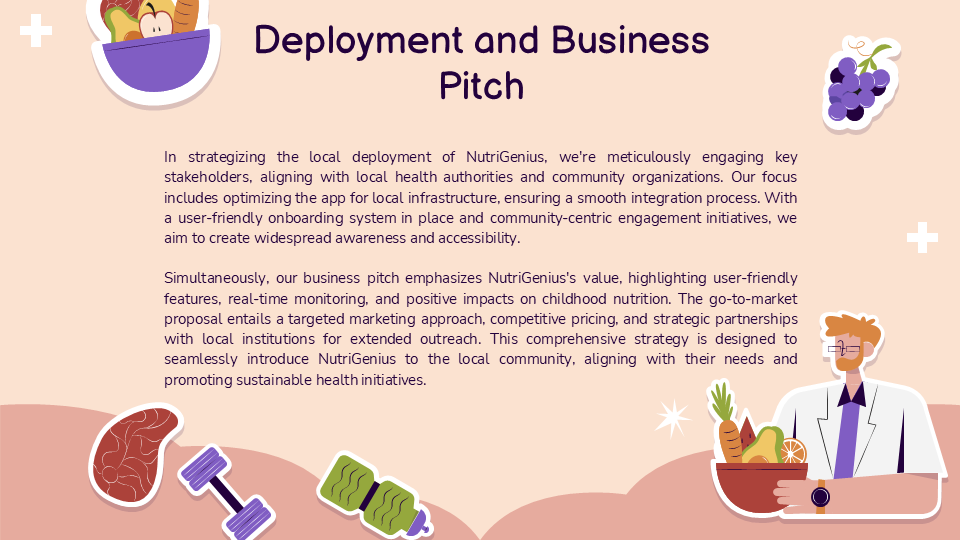 Deployment and Business
Pitch
In strategizing the local deployment of NutriGenius, we're meticulously engaging key
stakeholders, aligning with local health authorities and community organizations. Our focus
includes optimizing the app for local infrastructure, ensuring a smooth integration process. With
a user-friendly onboarding system in place and community-centric engagement initiatives, we
aim to create widespread awareness and accessibility.
Simultaneously, our business pitch emphasizes NutriGenius's value, highlighting user-friendly
features, real-time monitoring, and positive impacts on childhood nutrition. The go-to-market
proposal entails a targeted marketing approach, competitive pricing, and strategic partnerships
with local institutions for extended outreach. This comprehensive strategy is designed to
seamlessly introduce NutriGenius to the local community, aligning with their needs and
promoting sustainable health initiatives.